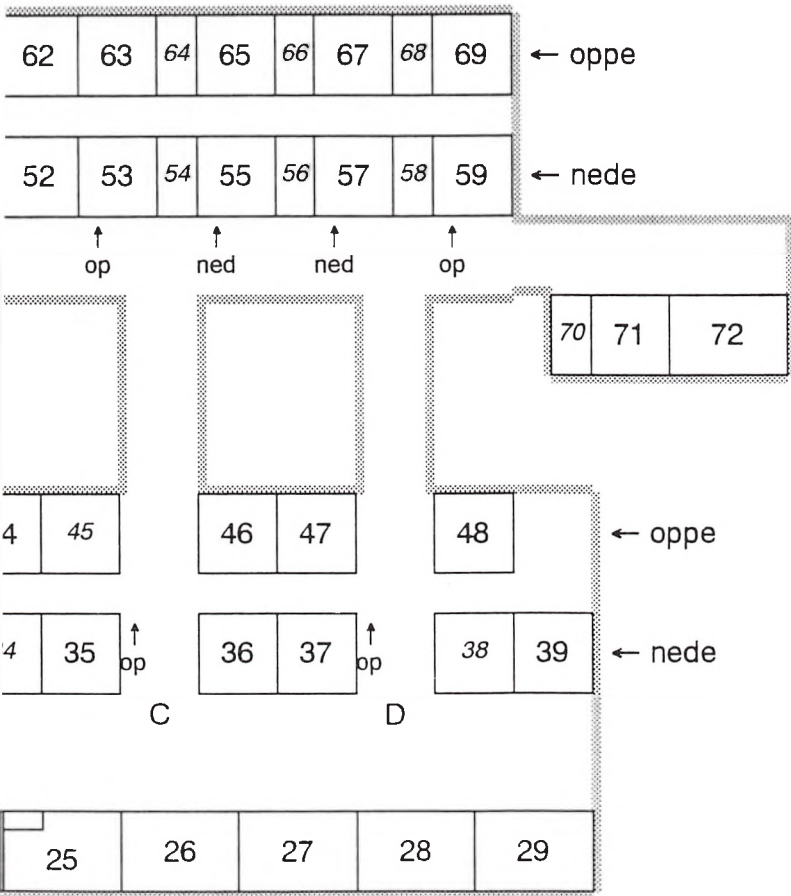 62 63 64 65 66 67 68 69 ← oppe
52 53 54 55 56 57 58 59 ← nede
op ned ned op
70 71 72
4 45 46 47 48 ← oppe
4 35 op 36 37 op 38 39 ← nede
C D
25 26 27 28 29